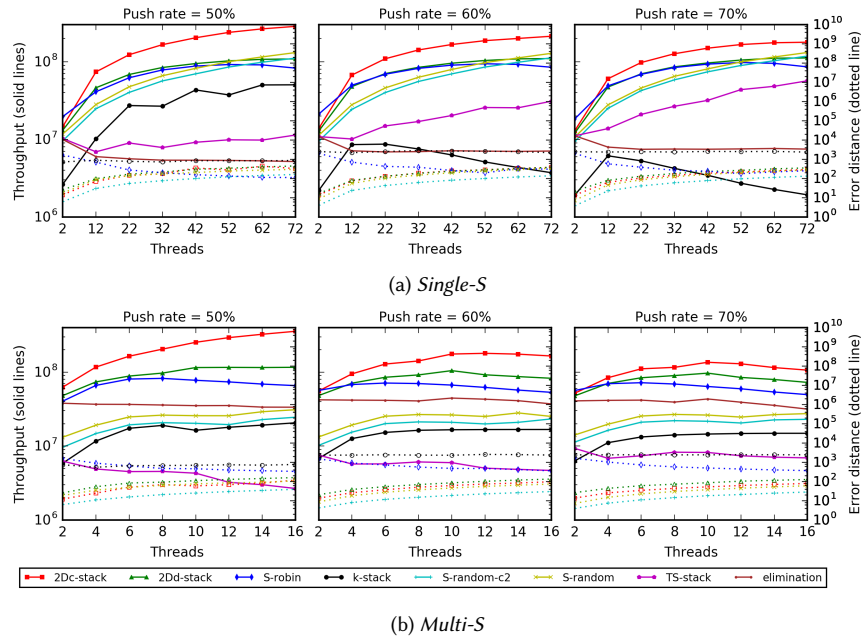 Push rate = 50% Push rate = 60% Push rate = 70%
Throughput (solid lines)
10^8
10^7
10^6
10^10
10^9
10^8
10^7
10^6
10^5
10^4
10^3
10^2
10^1
10^0
Error distance (dotted line)
2 12 22 32 42 52 62 72 2 12 22 32 42 52 62 72 2 12 22 32 42 52 62 72
Threads Threads Threads
(a) Single-S
Push rate = 50% Push rate = 60% Push rate = 70%
Throughput (solid lines)
10^8
10^7
10^6
10^10
10^9
10^8
10^7
10^6
10^5
10^4
10^3
10^2
10^1
10^0
Error distance (dotted line)
2 4 6 8 10 12 14 16 2 4 6 8 10 12 14 16 2 4 6 8 10 12 14 16
Threads Threads Threads
2Dc-stack 2Dd-stack S-robin k-stack S-random-c2 S-random TS-stack elimination
(b) Multi-S